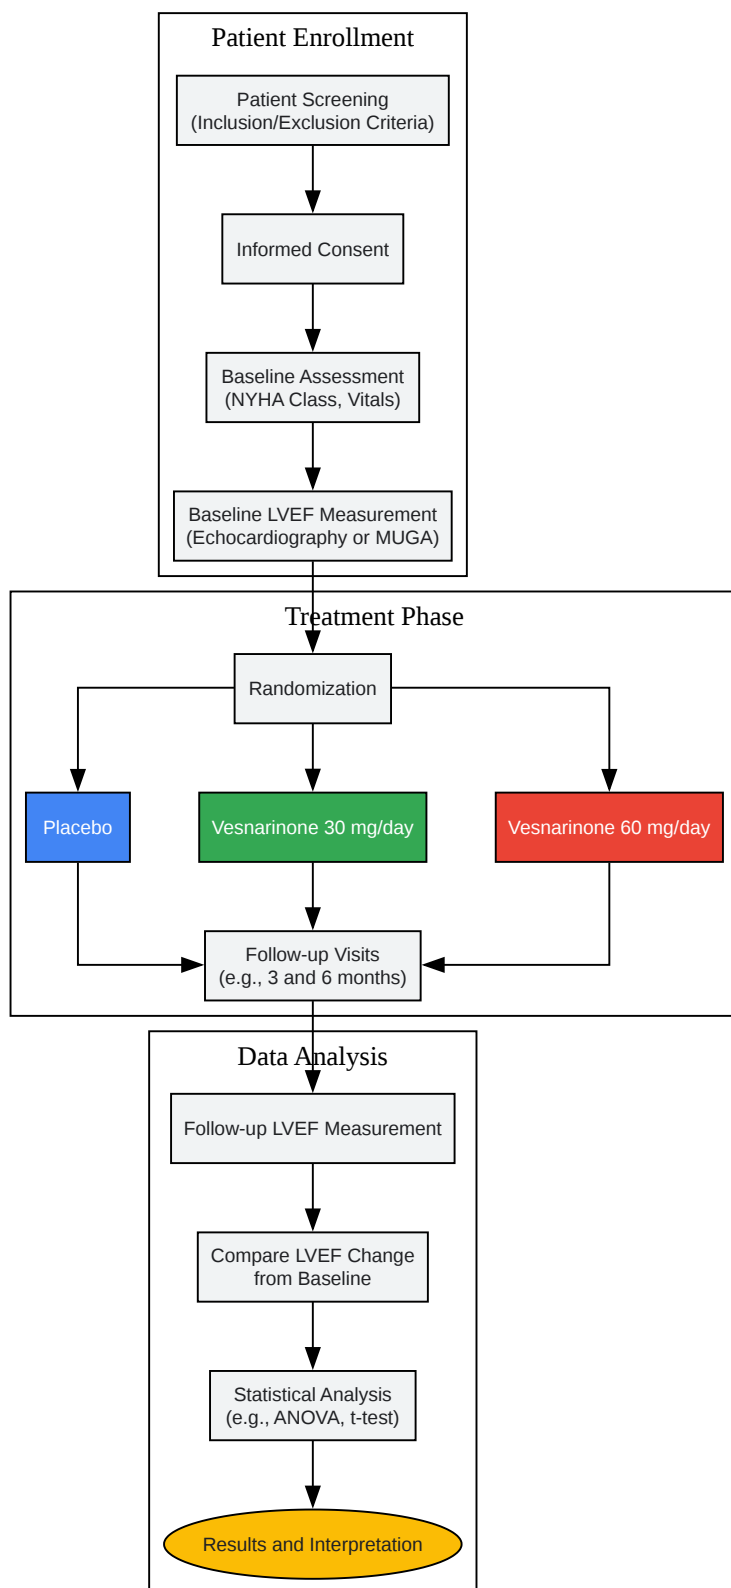 Patient Enrollment
Patient Screening
(Inclusion/Exclusion Criteria)
Informed Consent
Baseline Assessment
(NYHA Class, Vitals)
Baseline LVEF Measurement
(Echocardiography or MUGA)
Treatment Phase
Randomization
Placebo
Vesnarinone 30 mg/day
Vesnarinone 60 mg/day
Follow-up Visits
(e.g., 3 and 6 months)
Data Analysis
Follow-up LVEF Measurement
Compare LVEF Change
from Baseline
Statistical Analysis
(e.g., ANOVA, t-test)
Results and Interpretation